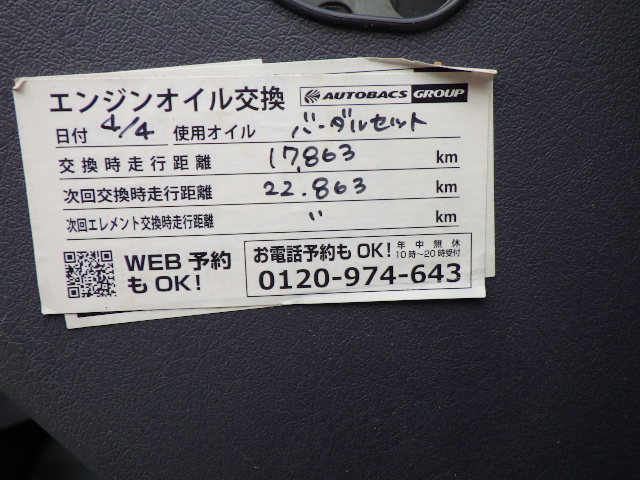 エンジンオイル交換 AUTOBACS GROUP
日付 4/4 使用オイル バーダルセット
交換時走行距離 17,863 km
次回交換時走行距離 22.863 km
次回エレメント交換時走行距離 〃 km
WEB予約もOK!
お電話予約もOK! 年中無休 10時～20時受付
0120-974-643